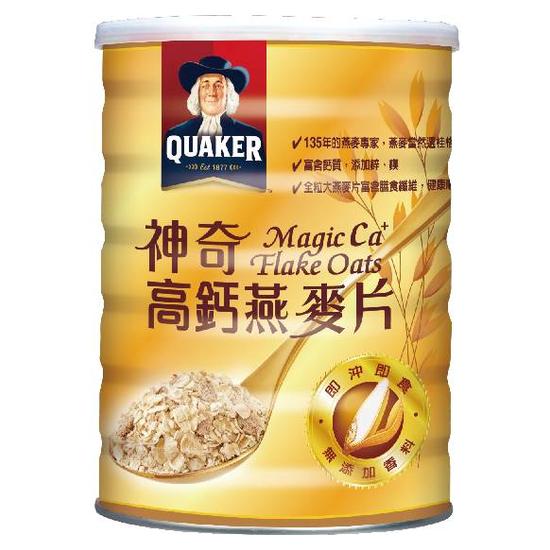 QUAKER
Est 1877
✓135年的燕麥專家，燕麥當然選桂格
✓富含鈣質，添加鋅、鎂
✓全粒大燕麥片富含膳食纖維，健康
神奇 Magic Ca+
Flake Oats
高鈣燕麥片
即沖即食
無添加香料